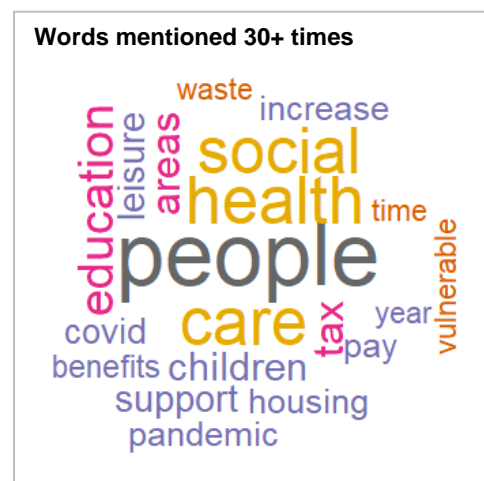 Words mentioned 30+ times
waste
increase
education
leisure
areas
social
health
time
people
vulnerable
care
tax
year
covid
pay
benefits
children
support
housing
pandemic